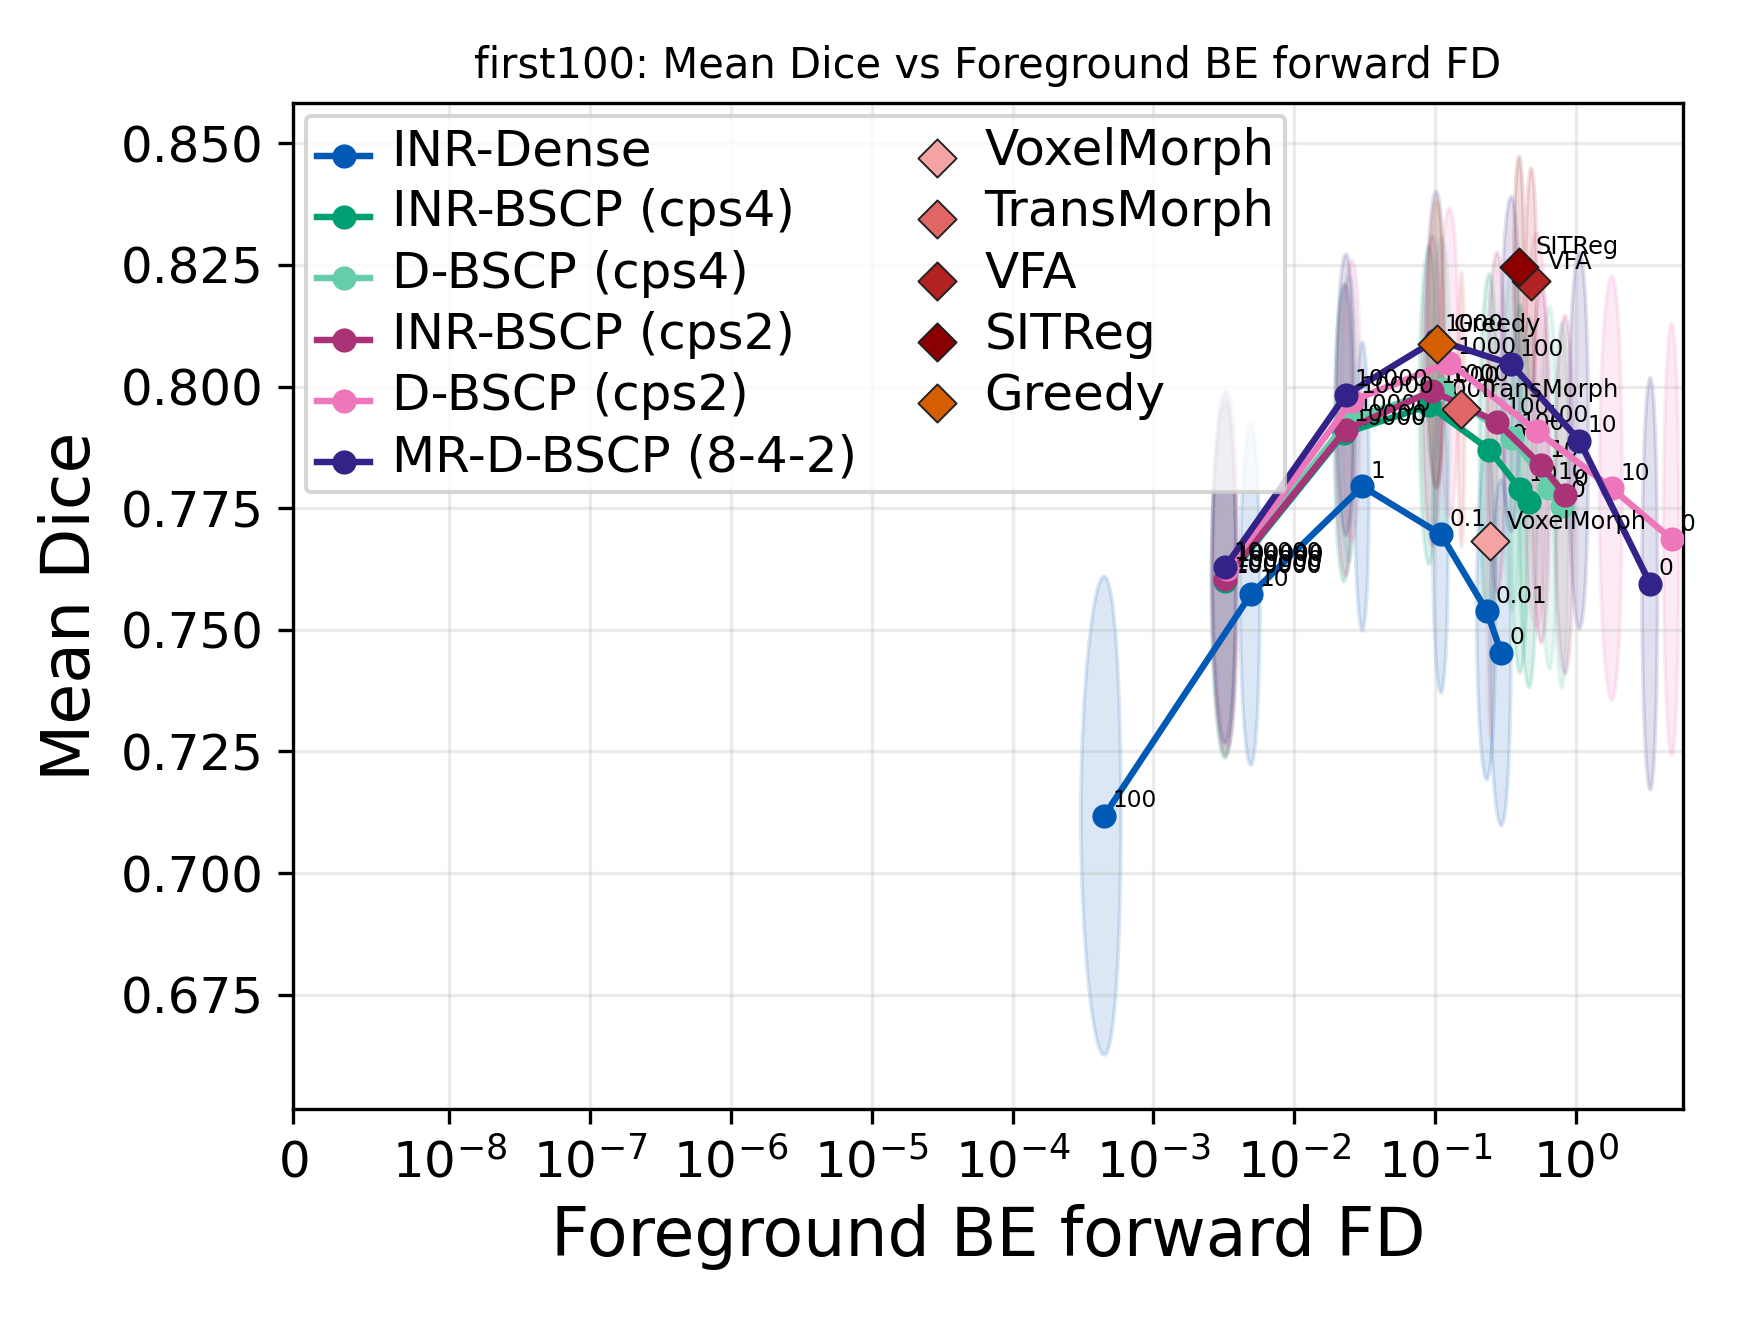 first100: Mean Dice vs Foreground BE forward FD
0.850
0.825
0.800
0.775
0.750
0.725
0.700
0.675
Mean Dice
INR-Dense
INR-BSCP (cps4)
D-BSCP (cps4)
INR-BSCP (cps2)
D-BSCP (cps2)
MR-D-BSCP (8-4-2)
VoxelMorph
TransMorph
VFA
SITReg
Greedy
SITReg
VFA
1000
Greedy
1000
100
TransMorph
10000
10
10
1
VoxelMorph
0.1
0
0
100000
10
0.01
0
100
0 10⁻⁸ 10⁻⁷ 10⁻⁶ 10⁻⁵ 10⁻⁴ 10⁻³ 10⁻² 10⁻¹ 10⁰
Foreground BE forward FD